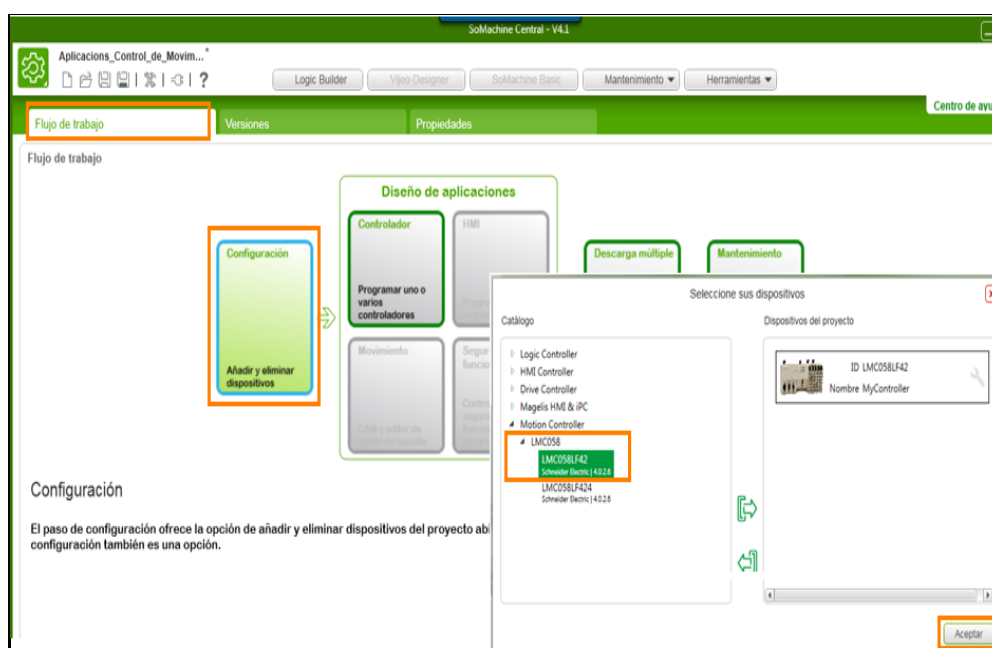 SoMachine Central - V4.1
Aplicacions_Control_de_Movim...*
Logic Builder
Vijeo-Designer
SoMachine Basic
Mantenimiento
Herramientas
?
Centro de ayu
Flujo de trabajo
Versiones
Propiedades
Flujo de trabajo
Diseño de aplicaciones
Configuración
Añadir y eliminar
dispositivos
Controlador
Programar uno o
varios
controladores
HMI
Movimiento
CAM y editor de
Segur
funcio
Descarga múltiple
Mantenimiento
Configuración
El paso de configuración ofrece la opción de añadir y eliminar dispositivos del proyecto abi
configuración también es una opción.
Seleccione sus dispositivos
Catálogo
Logic Controller
HMI Controller
Drive Controller
Magelis HMI & iPC
Motion Controller
LMC058
LMC058LF42
Schneider Electric | 4.0.2.6
LMC058LF424
Schneider Electric | 4.0.2.6
Dispositivos del proyecto
ID LMC058LF42
Nombre MyController
Aceptar